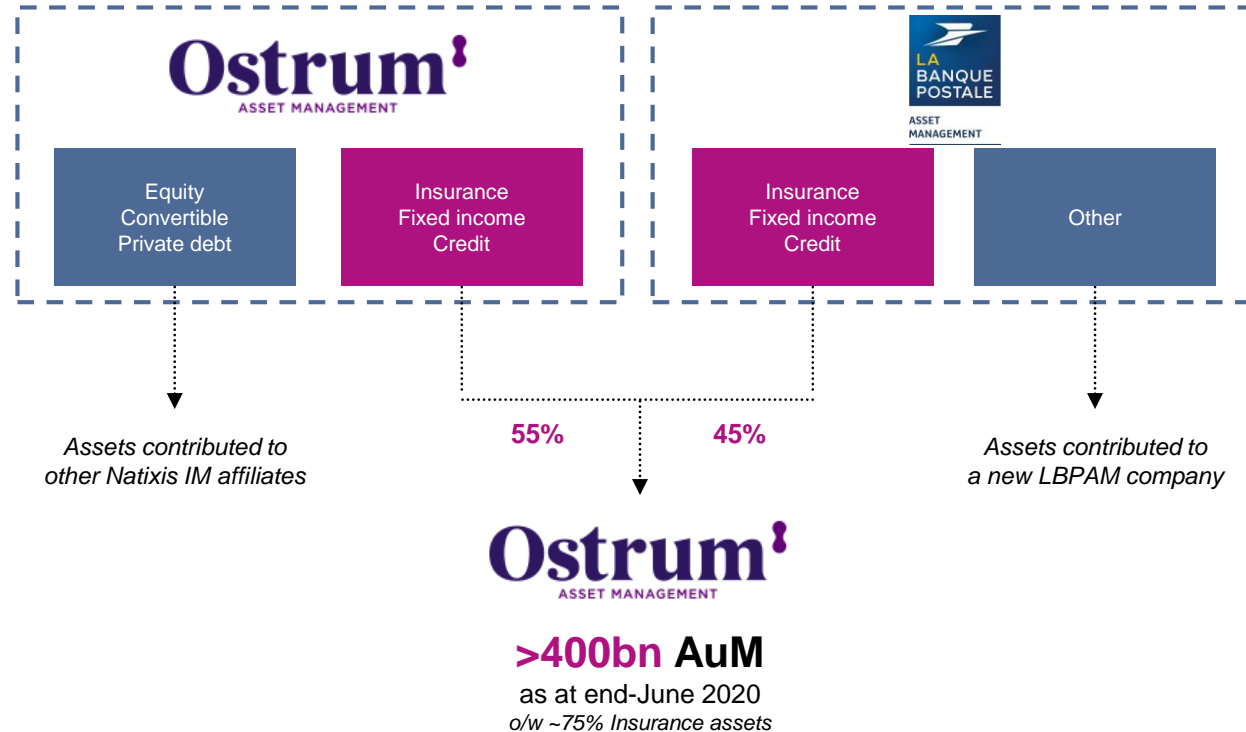 Ostrum
ASSET MANAGEMENT
LA
BANQUE
POSTALE
ASSET
MANAGEMENT
Equity
Convertible
Private debt
Insurance
Fixed income
Credit
Insurance
Fixed income
Credit
Other
55%
45%
Assets contributed to
other Natixis IM affiliates
Assets contributed to
a new LBPAM company
Ostrum
ASSET MANAGEMENT
>400bn AuM
as at end-June 2020
o/w ~75% Insurance assets